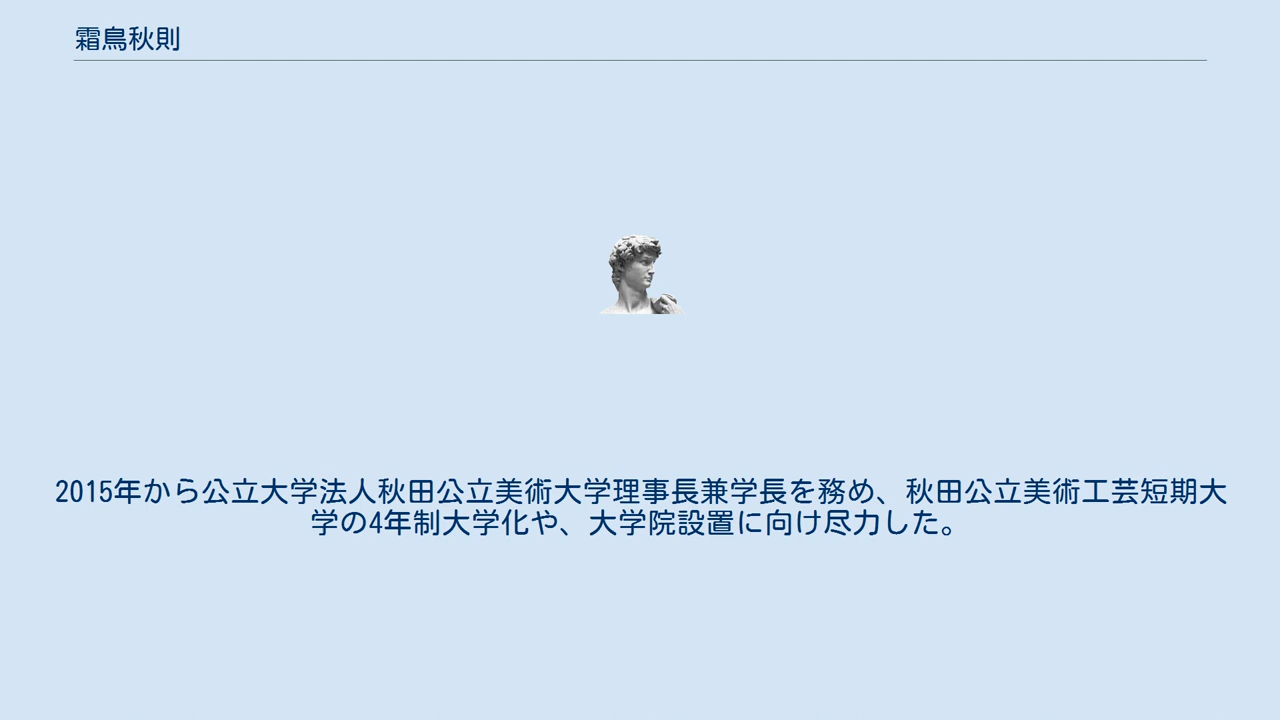 霜鳥秋則
2015年から公立大学法人秋田公立美術大学理事長兼学長を務め、秋田公立美術工芸短期大
学の4年制大学化や、大学院設置に向け尽力した。